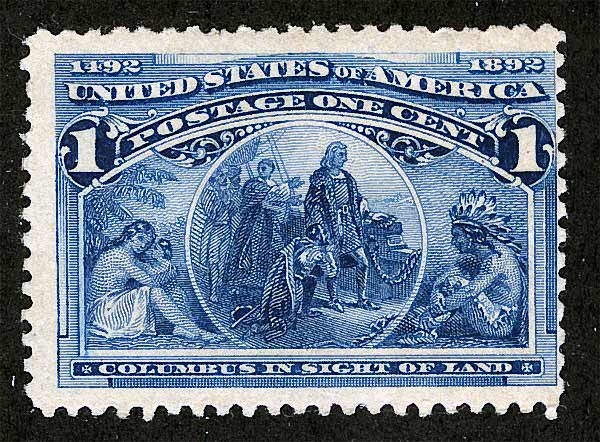 1492 1892
UNITED STATES OF AMERICA
POSTAGE ONE CENT
1 1
COLUMBUS IN SIGHT OF LAND